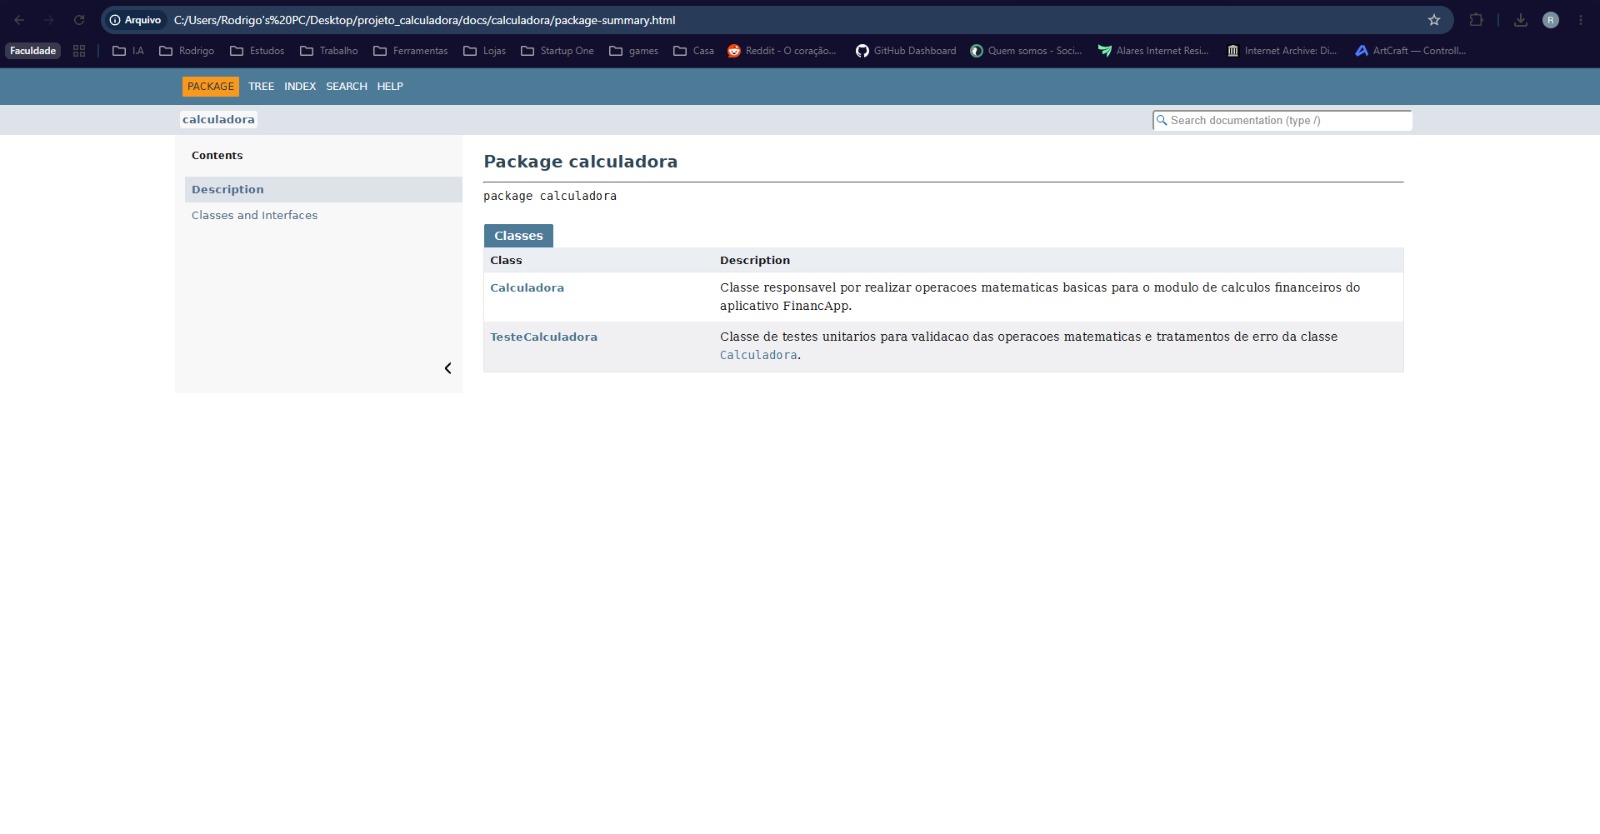 Arquivo C:/Users/Rodrigo's%20PC/Desktop/projeto_calculadora/docs/calculadora/package-summary.html R
Faculdade I.A Rodrigo Estudos Trabalho Ferramentas Lojas Startup One games Casa Reddit - O coração... GitHub Dashboard Quem somos - Soci... Alares Internet Resi... Internet Archive: Di... ArtCraft — Controll...
PACKAGE TREE INDEX SEARCH HELP
calculadora Search documentation (type /)
Contents
Description
Classes and Interfaces
Package calculadora
package calculadora
Classes
Class Description
Calculadora Classe responsavel por realizar operacoes matematicas basicas para o modulo de calculos financeiros do
aplicativo FinancApp.
TesteCalculadora Classe de testes unitarios para validacao das operacoes matematicas e tratamentos de erro da classe
Calculadora.